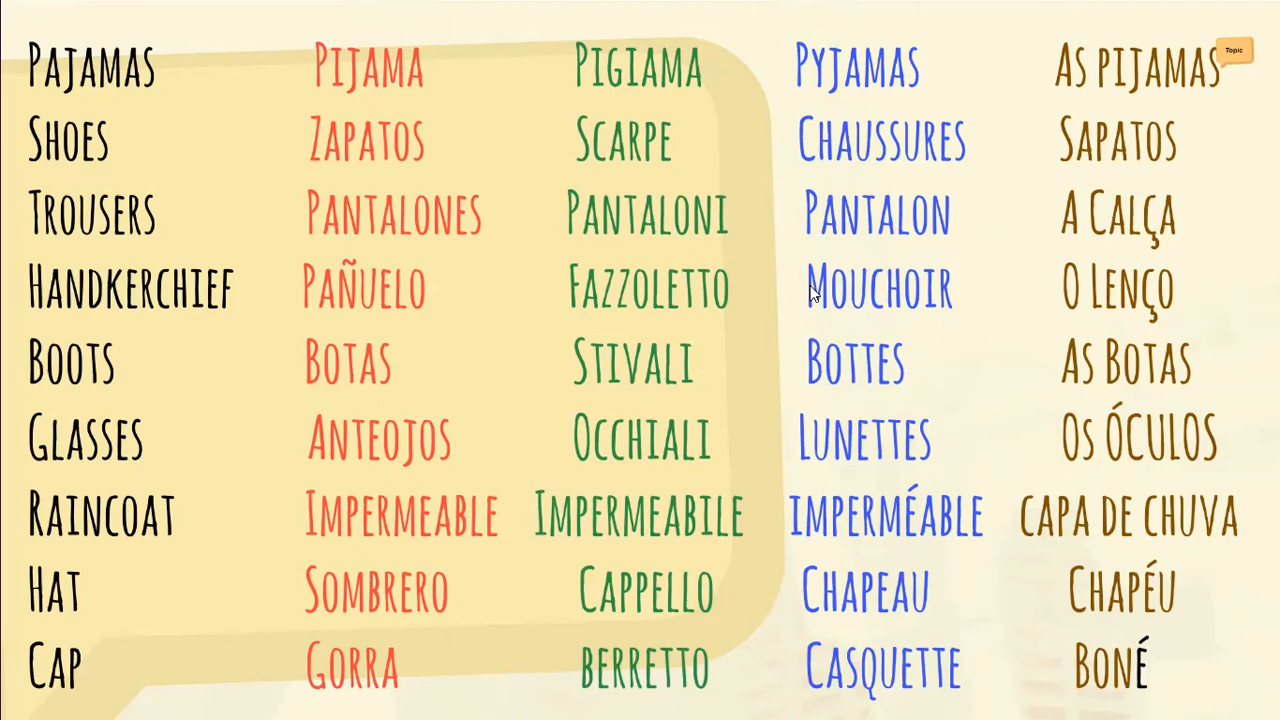 PAJAMAS PIJAMA PIGIAMA PYJAMAS AS PIJAMAS
Topic
SHOES ZAPATOS SCARPE CHAUSSURES SAPATOS
TROUSERS PANTALONES PANTALONI PANTALON A CALÇA
HANDKERCHIEF PAÑUELO FAZZOLETTO MOUCHOIR O LENÇO
BOOTS BOTAS STIVALI BOTTES AS BOTAS
GLASSES ANTEOJOS OCCHIALI LUNETTES OS ÓCULOS
RAINCOAT IMPERMEABLE IMPERMEABILE IMPERMÉABLE CAPA DE CHUVA
HAT SOMBRERO CAPPELLO CHAPEAU CHAPÉU
CAP GORRA BERRETTO CASQUETTE BONÉ